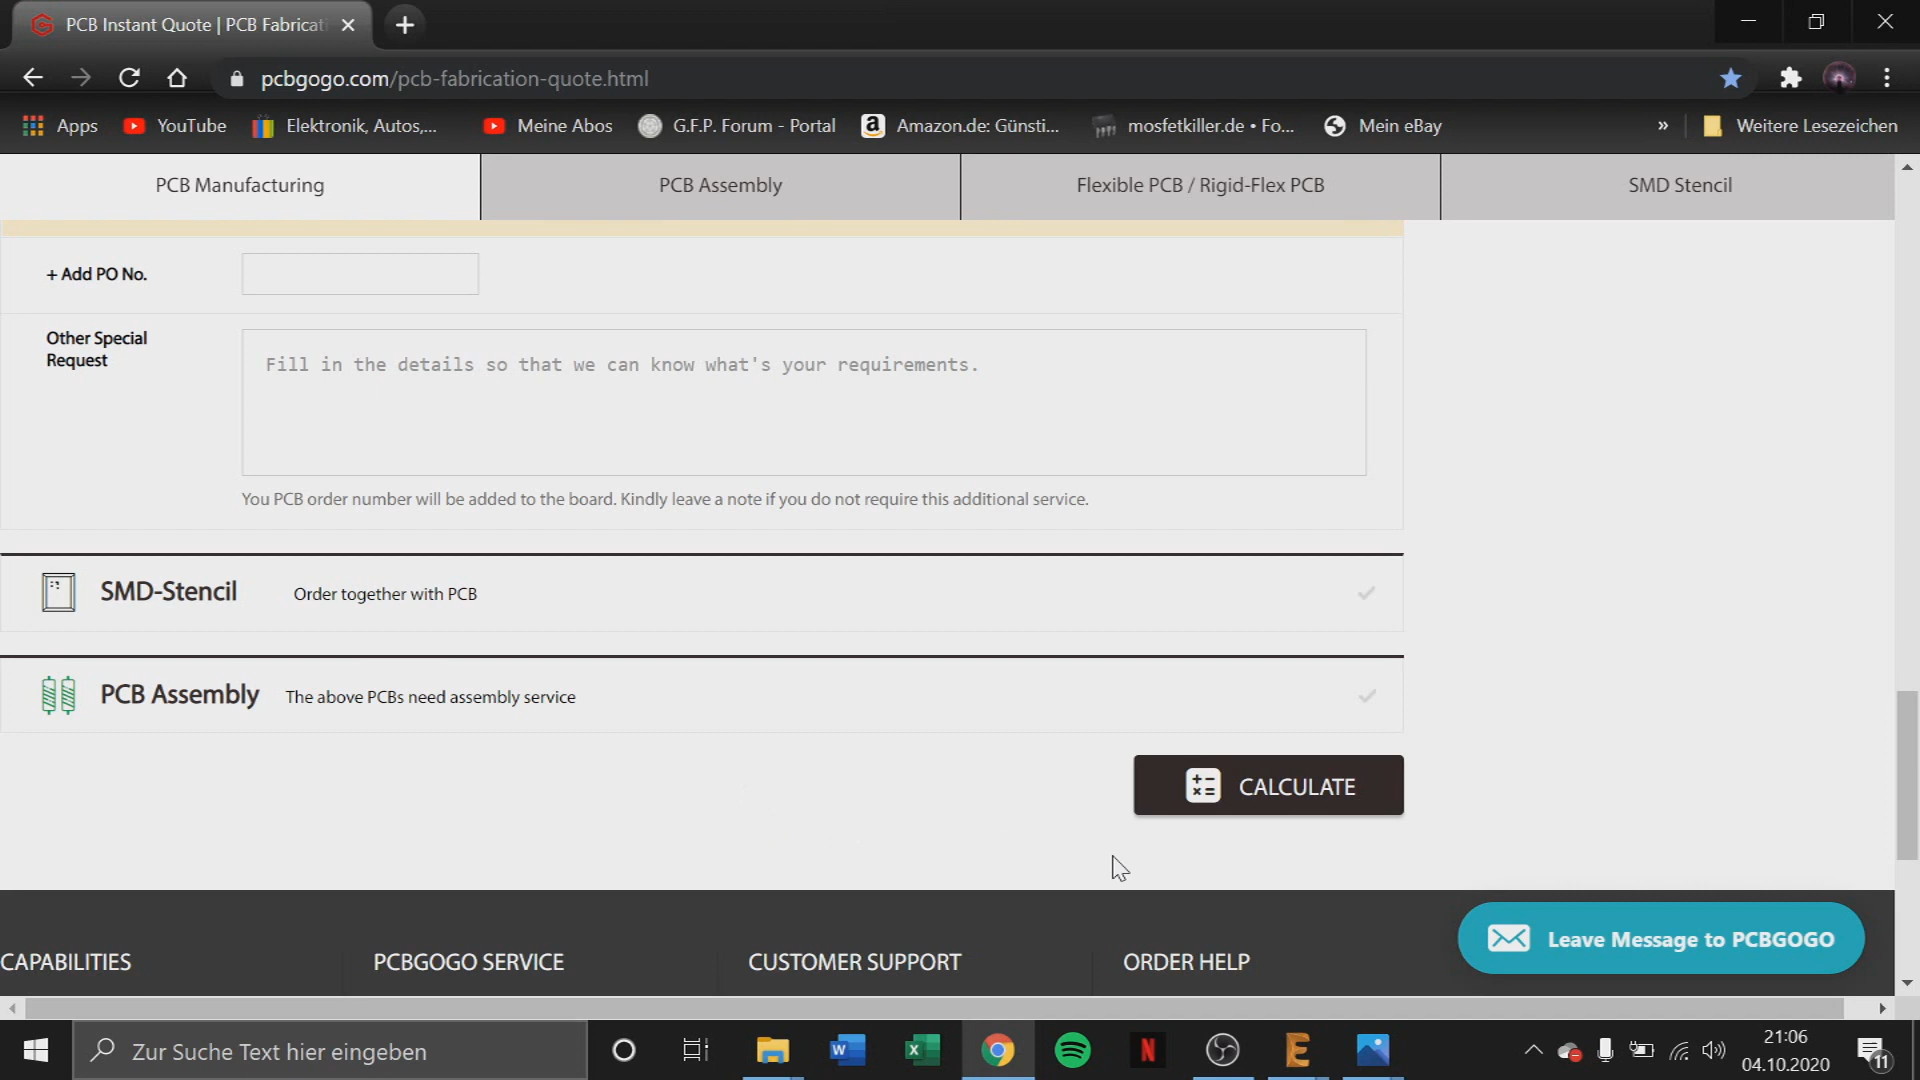 PCB Instant Quote | PCB Fabricati
pcbgogo.com/pcb-fabrication-quote.html
Apps
YouTube
Elektronik, Autos,...
Meine Abos
G.F.P. Forum - Portal
a
Amazon.de: Günsti...
mosfetkiller.de • Fo...
Mein eBay
»
Weitere Lesezeichen
PCB Manufacturing
PCB Assembly
Flexible PCB / Rigid-Flex PCB
SMD Stencil
+ Add PO No.
Other Special
Request
Fill in the details so that we can know what's your requirements.
You PCB order number will be added to the board. Kindly leave a note if you do not require this additional service.
SMD-Stencil
Order together with PCB
PCB Assembly
The above PCBs need assembly service
CALCULATE
Leave Message to PCBGOGO
CAPABILITIES
PCBGOGO SERVICE
CUSTOMER SUPPORT
ORDER HELP
Zur Suche Text hier eingeben
W
X
N
E
21:06
04.10.2020
11